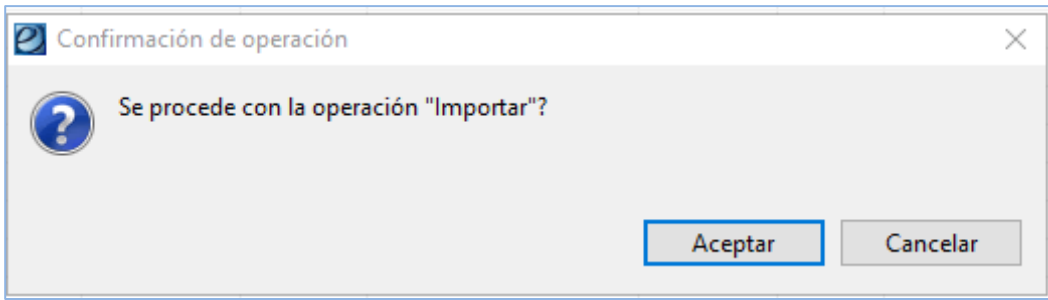 Confirmación de operación
Se procede con la operación "Importar"?
Aceptar
Cancelar